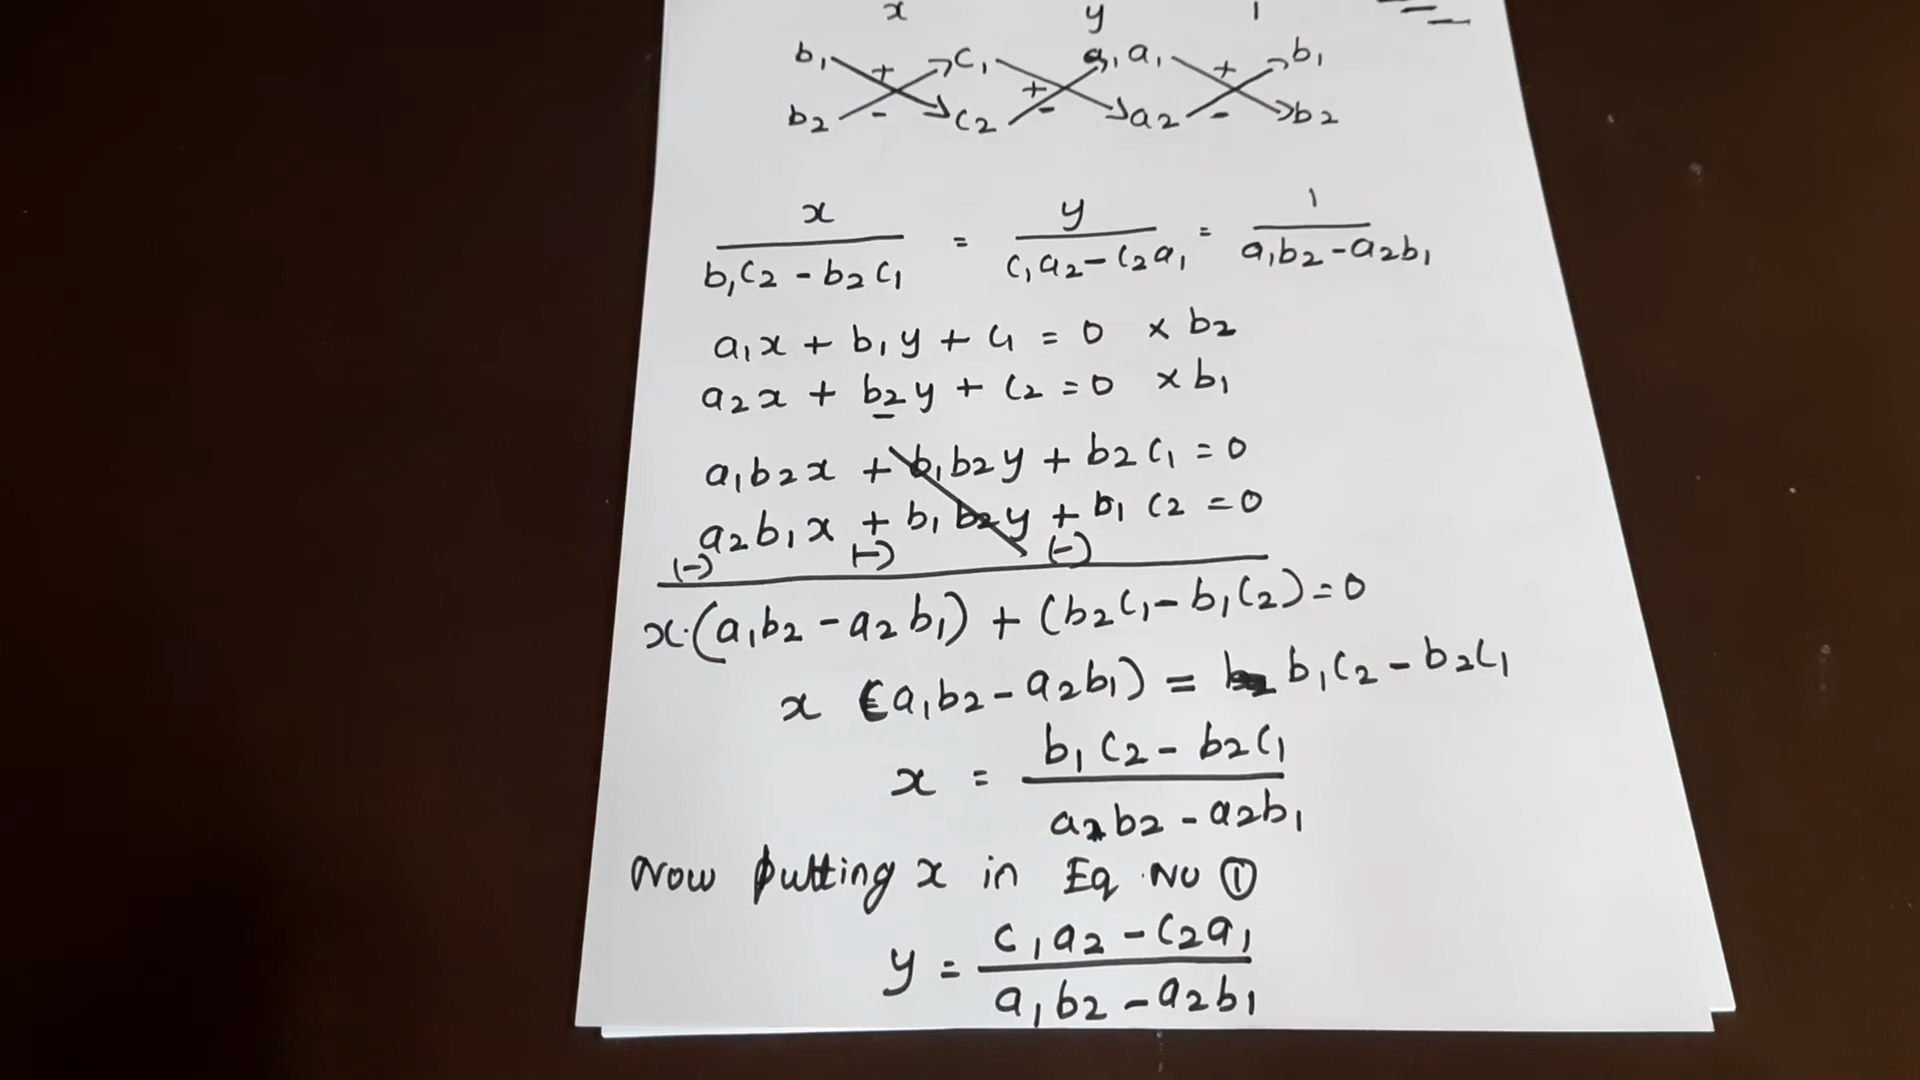 x y 1
b1 + c1 a1 a1 + b1
b2 - c2 + - a2 - b2
x / b1c2 - b2c1 = y / c1a2 - c2a1 = 1 / a1b2 - a2b1
a1x + b1y + c1 = 0 × b2
a2x + b2y + c2 = 0 × b1
a1b2x + b1b2y + b2c1 = 0
a2b1x + b1b2y + b1c2 = 0
(-) (-) (-)
x·(a1b2 - a2b1) + (b2c1 - b1c2) = 0
x (a1b2 - a2b1) = b1c2 - b2c1
x = b1c2 - b2c1 / a1b2 - a2b1
Now putting x in Eq No ①
y = c1a2 - c2a1 / a1b2 - a2b1